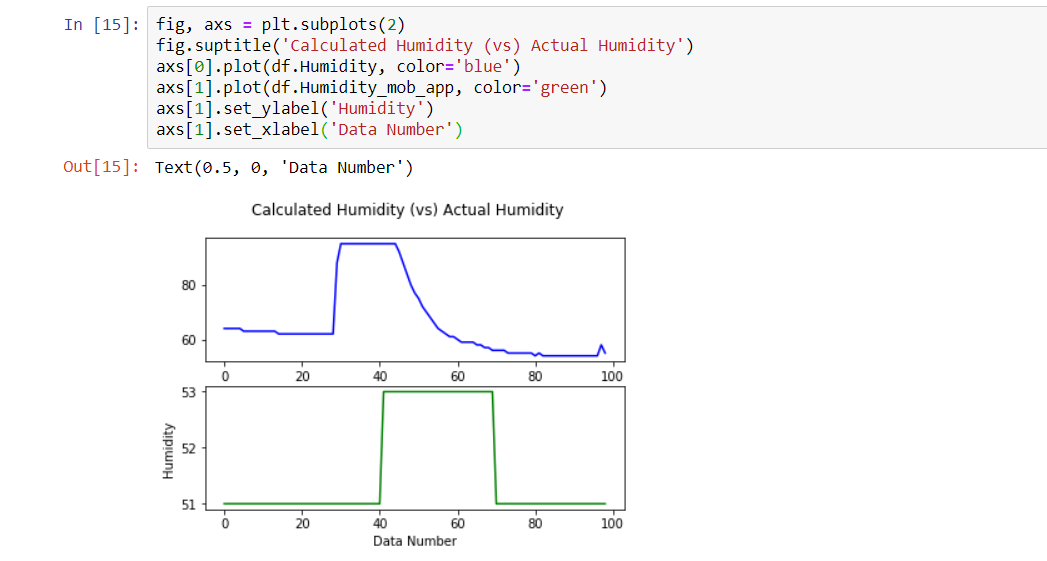 In [15]: fig, axs = plt.subplots(2)
fig.suptitle('Calculated Humidity (vs) Actual Humidity')
axs[0].plot(df.Humidity, color='blue')
axs[1].plot(df.Humidity_mob_app, color='green')
axs[1].set_ylabel('Humidity')
axs[1].set_xlabel('Data Number')
Out[15]: Text(0.5, 0, 'Data Number')
Calculated Humidity (vs) Actual Humidity
80
60
0 20 40 60 80 100
53
52
51
Humidity
0 20 40 60 80 100
Data Number